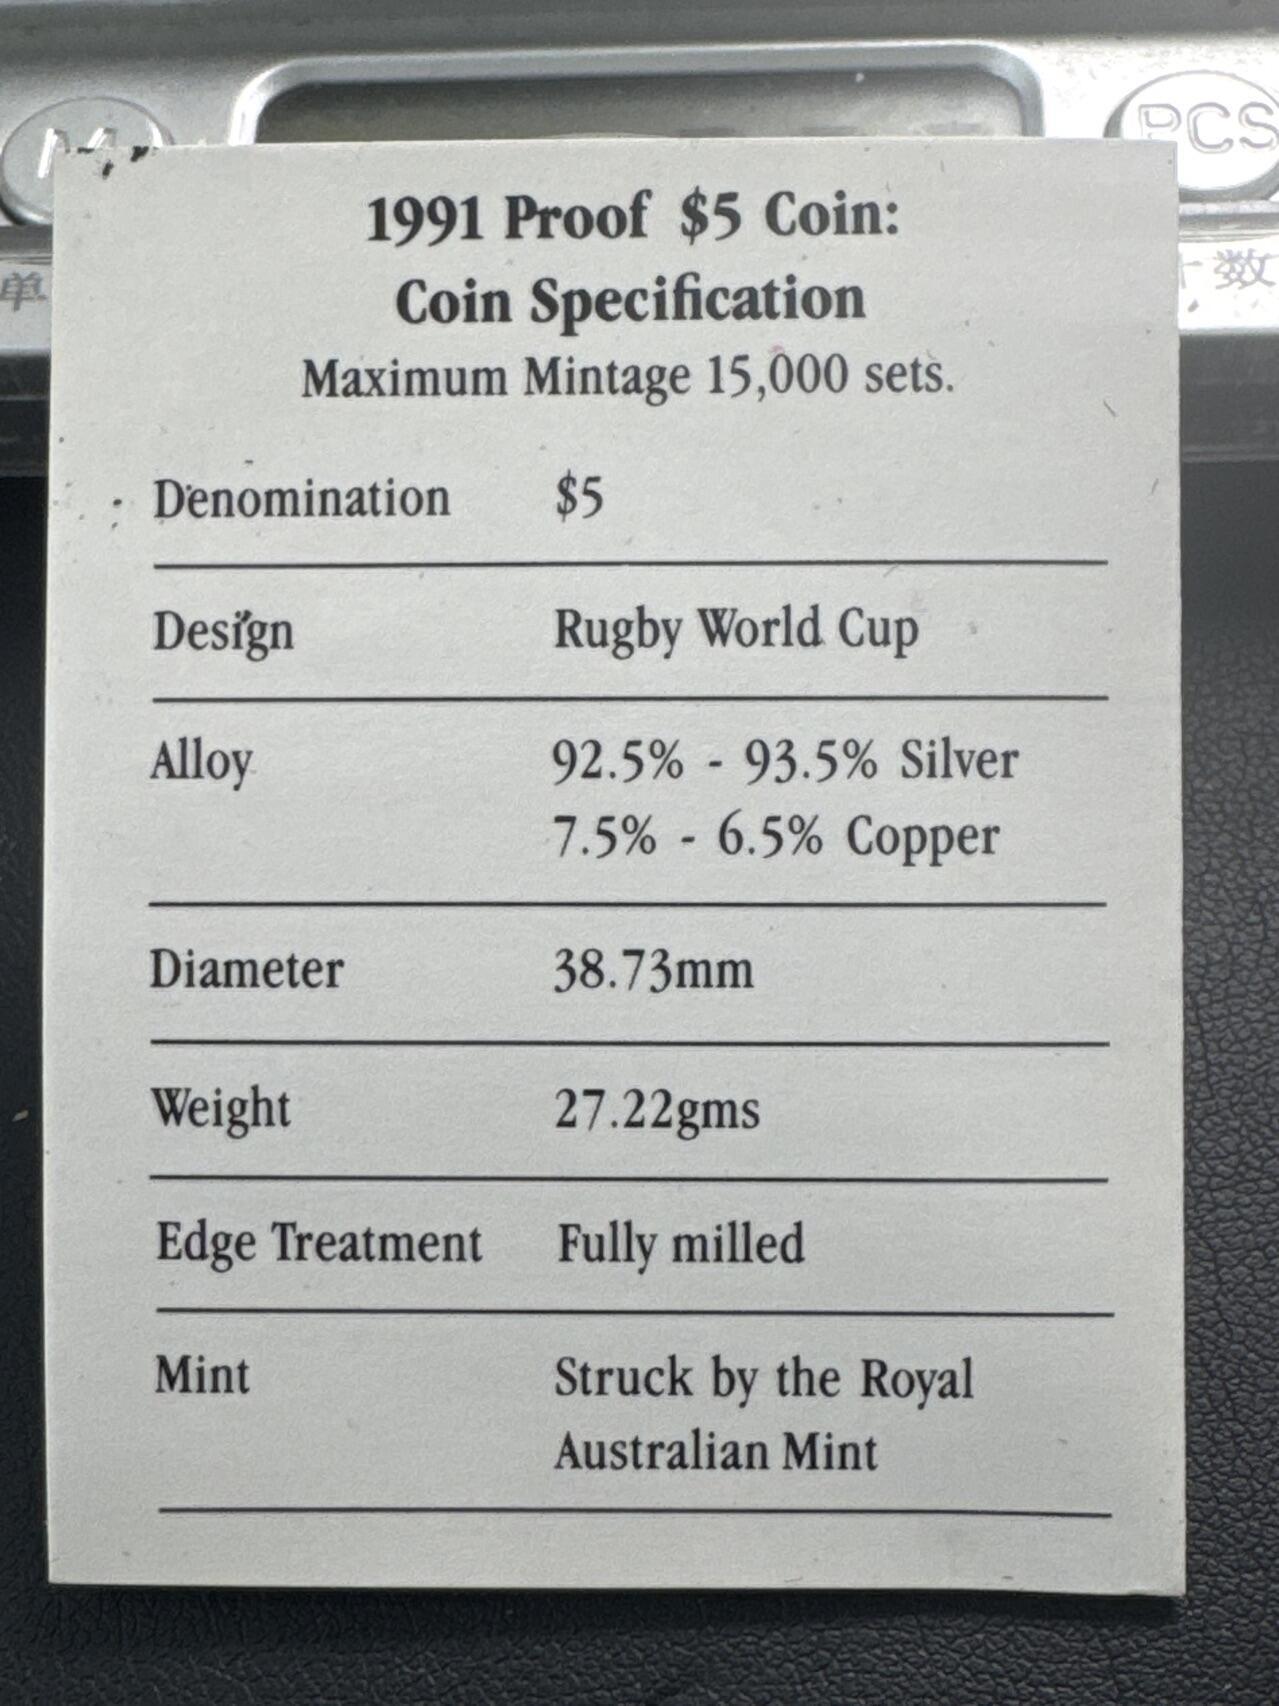 PCS
单
数
1991 Proof $5 Coin:
Coin Specification
Maximum Mintage 15,000 sets.
Denomination $5
Design Rugby World Cup
Alloy 92.5% - 93.5% Silver
7.5% - 6.5% Copper
Diameter 38.73mm
Weight 27.22gms
Edge Treatment Fully milled
Mint Struck by the Royal
Australian Mint